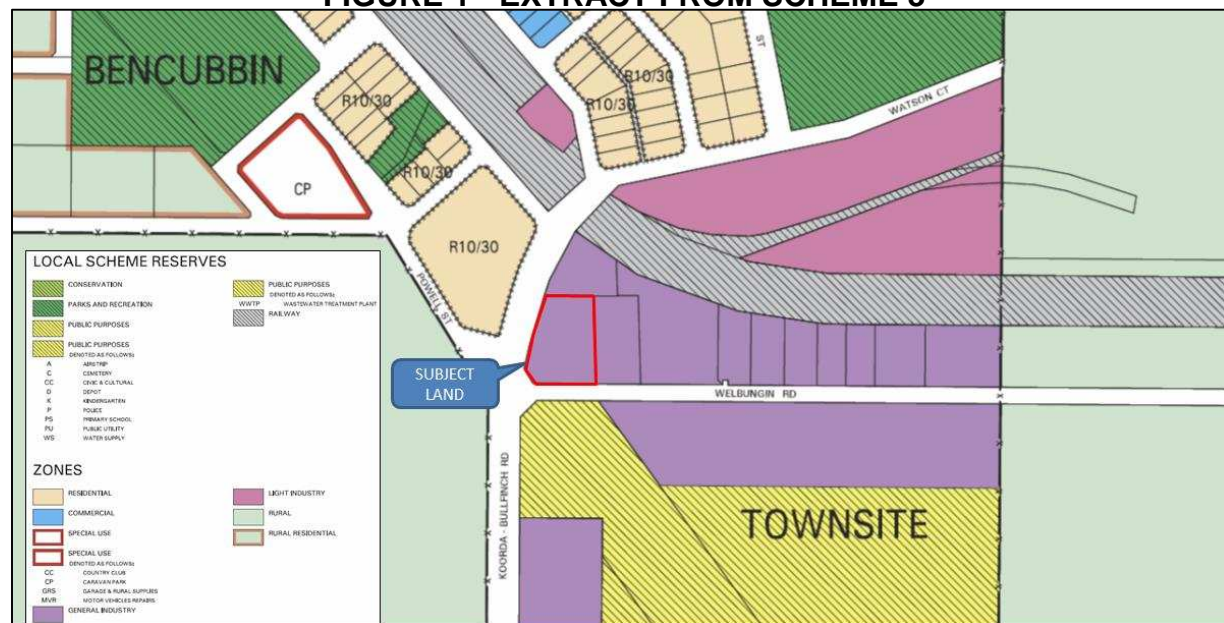 FIGURE 1 - EXTRACT FROM SCHEME 3
BENCUBBIN
R10/30
R10/30
R10/30
R10/30
R10/30
ST
WATSON CT
CP
POWELL ST
SUBJECT
LAND
WELBUNGIN RD
KOORDA - BULLFINCH RD
TOWNSITE
LOCAL SCHEME RESERVES
CONSERVATION
PARKS AND RECREATION
PUBLIC PURPOSES
PUBLIC PURPOSES
DENOTED AS FOLLOWS:
A AIRSTRIP
C CEMETERY
CC CIVIC & CULTURAL
D DEPOT
K KINDERGARTEN
P POLICE
PS PRIMARY SCHOOL
PU PUBLIC UTILITY
WS WATER SUPPLY
PUBLIC PURPOSES
DENOTED AS FOLLOWS:
WWTP WASTEWATER TREATMENT PLANT
RAILWAY
ZONES
RESIDENTIAL
COMMERCIAL
SPECIAL USE
SPECIAL USE
DENOTED AS FOLLOWS:
CC COUNTRY CLUB
CP CARAVAN PARK
GRS GARAGE & RURAL SUPPLIES
MVR MOTOR VEHICLES REPAIRS
GENERAL INDUSTRY
LIGHT INDUSTRY
RURAL
RURAL RESIDENTIAL